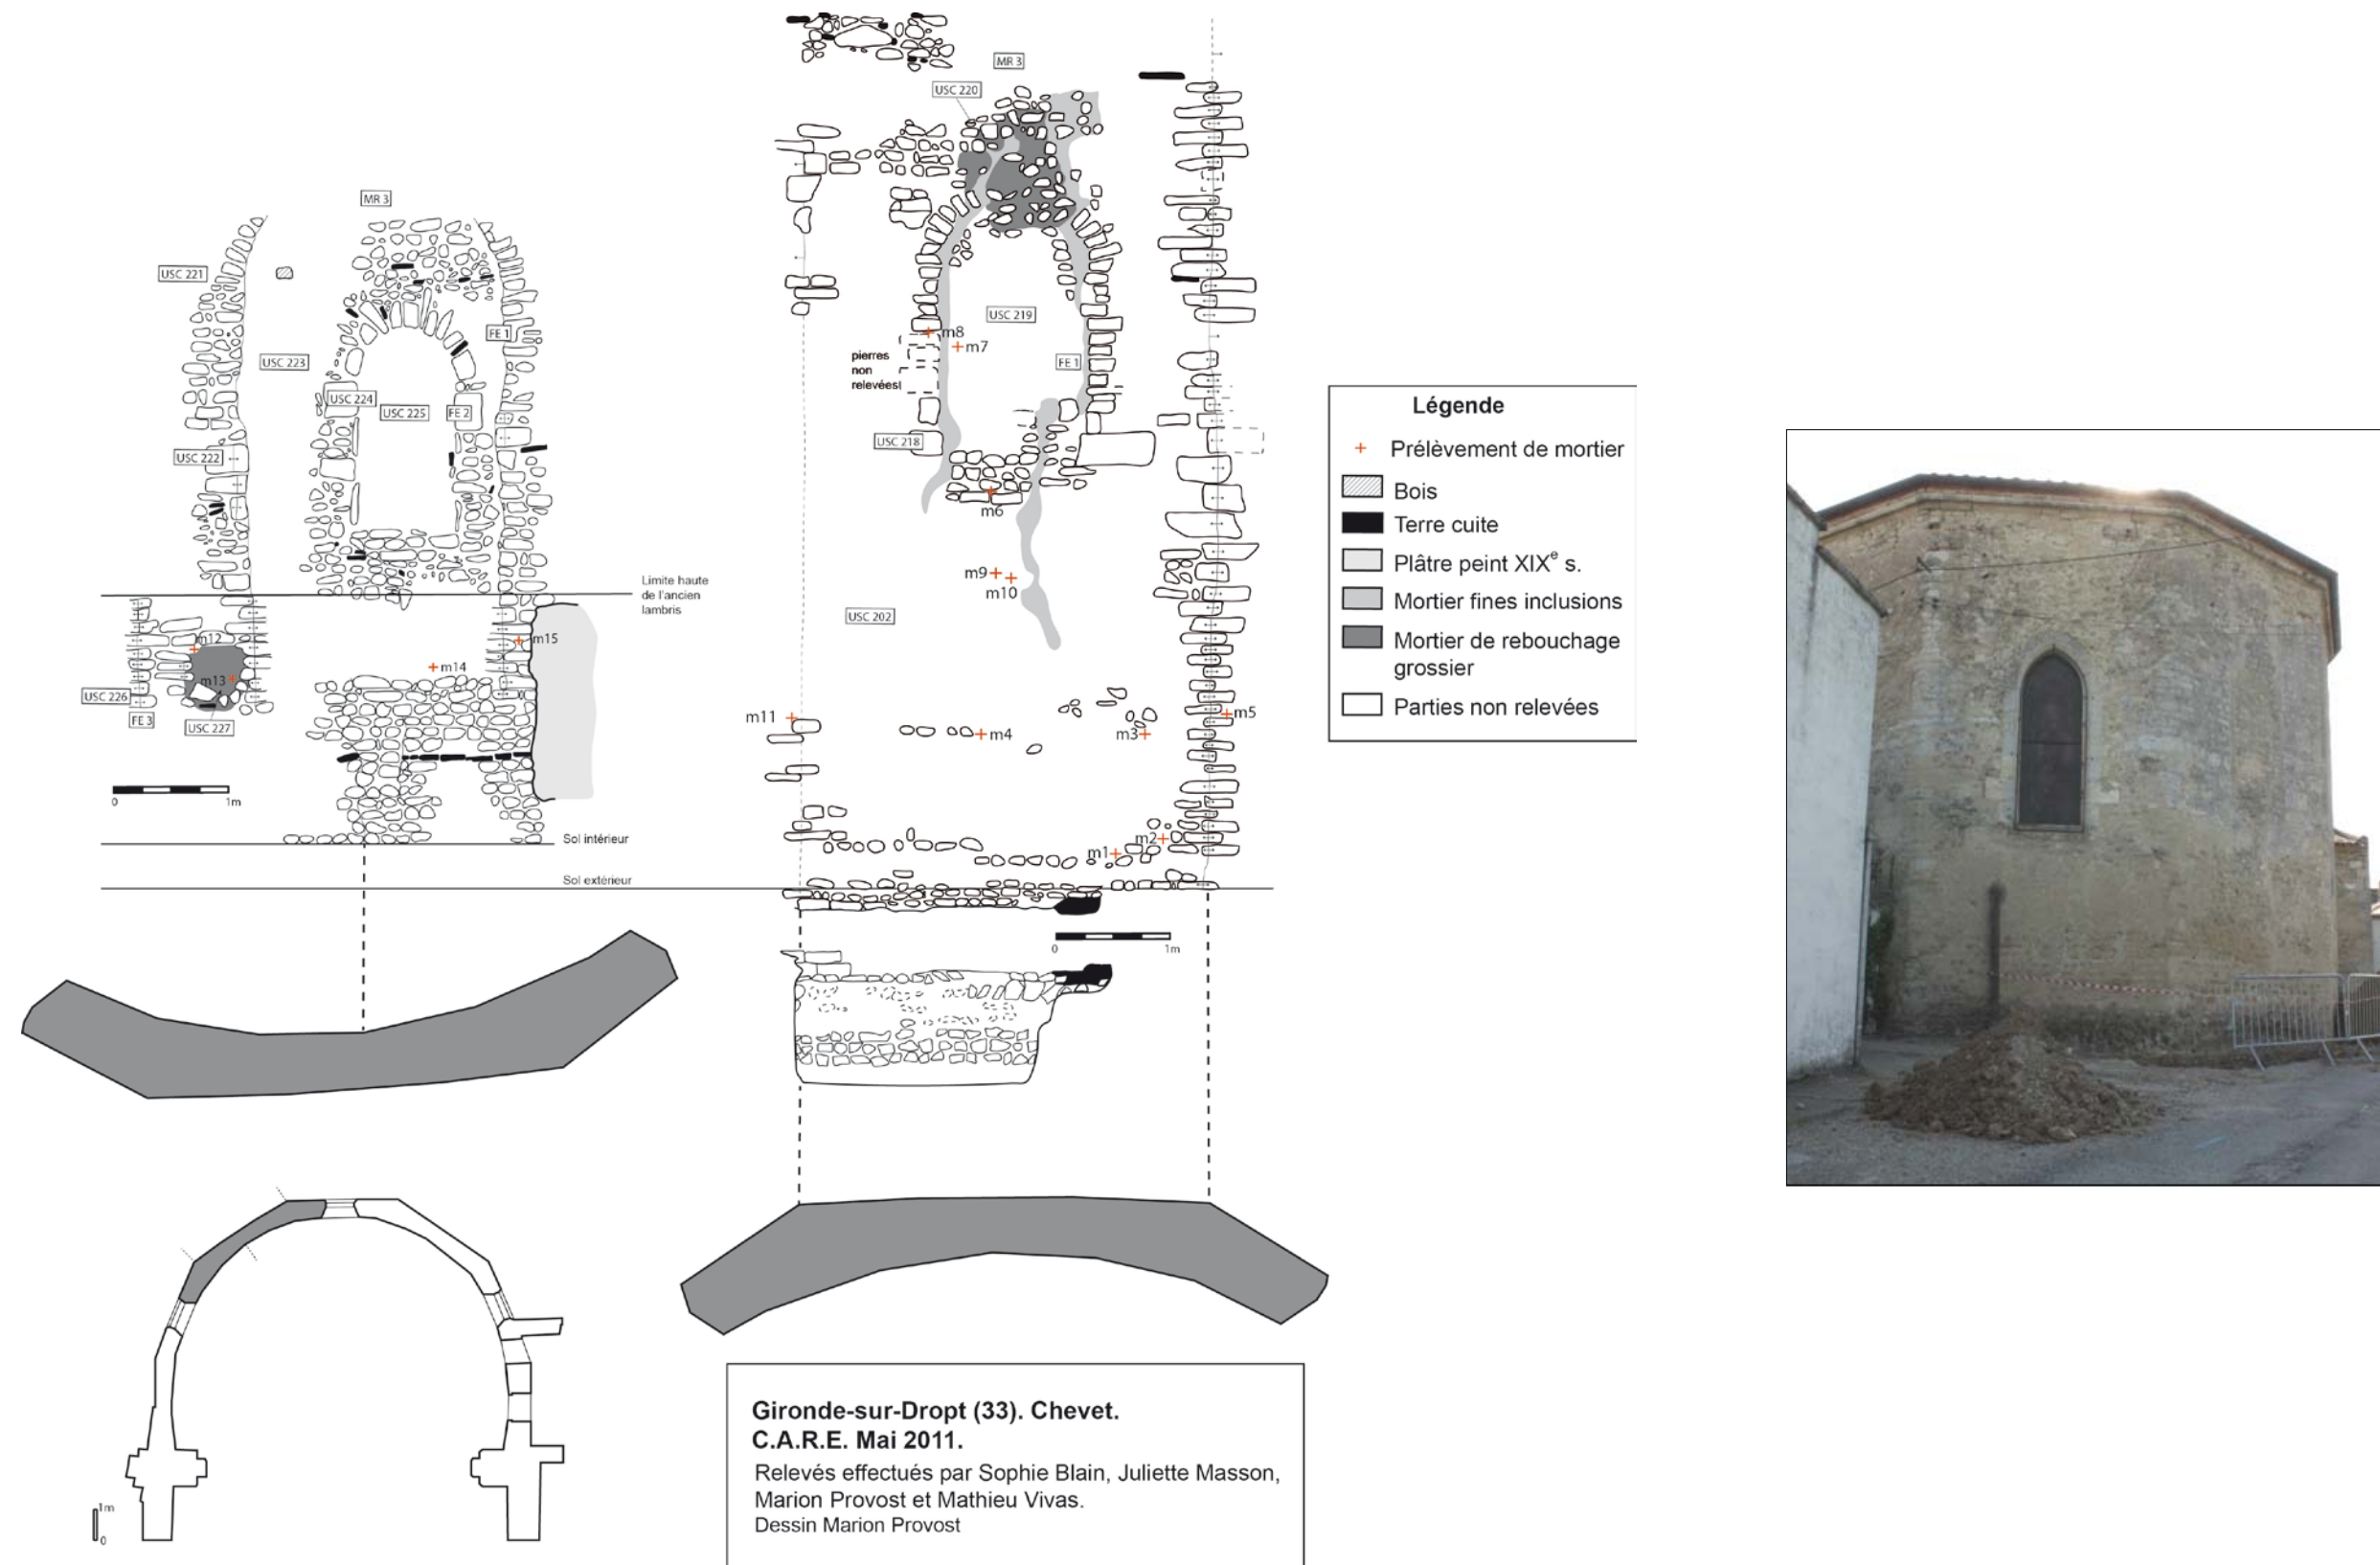 MR 3
USC 221
FE 1
USC 223
USC 224
USC 225
FE 2
USC 222
Limite haute
de l'ancien
lambris
m12
m15
m14
m13
USC 226
FE 3
USC 227
0 1m
Sol intérieur
Sol extérieur
MR 3
USC 220
USC 219
m8
m7
pierres
non
relevées
FE 1
USC 218
m6
m9
m10
USC 202
m11
m4
m3
m5
m2
m1
0 1m
Légende
Prélèvement de mortier
Bois
Terre cuite
Plâtre peint XIXe s.
Mortier fines inclusions
Mortier de rebouchage
grossier
Parties non relevées
1m
0
Gironde-sur-Dropt (33). Chevet.
C.A.R.E. Mai 2011.
Relevés effectués par Sophie Blain, Juliette Masson,
Marion Provost et Mathieu Vivas.
Dessin Marion Provost